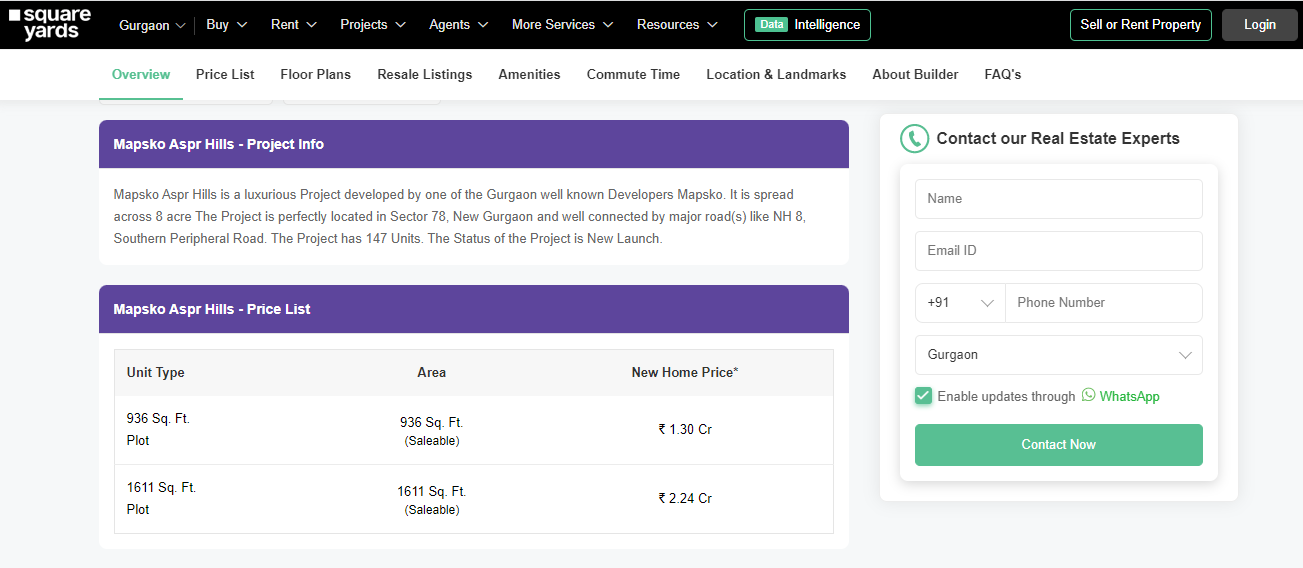 square
yards
Gurgaon
Buy
Rent
Projects
Agents
More Services
Resources
Data Intelligence
Sell or Rent Property
Login
Overview
Price List
Floor Plans
Resale Listings
Amenities
Commute Time
Location & Landmarks
About Builder
FAQ's
Mapsko Aspr Hills - Project Info
Mapsko Aspr Hills is a luxurious Project developed by one of the Gurgaon well known Developers Mapsko. It is spread
across 8 acre The Project is perfectly located in Sector 78, New Gurgaon and well connected by major road(s) like NH 8,
Southern Peripheral Road. The Project has 147 Units. The Status of the Project is New Launch.
Mapsko Aspr Hills - Price List
Unit Type
Area
New Home Price*
936 Sq. Ft.
Plot
936 Sq. Ft.
(Saleable)
₹ 1.30 Cr
1611 Sq. Ft.
Plot
1611 Sq. Ft.
(Saleable)
₹ 2.24 Cr
Contact our Real Estate Experts
Name
Email ID
+91
Phone Number
Gurgaon
Enable updates through WhatsApp
Contact Now